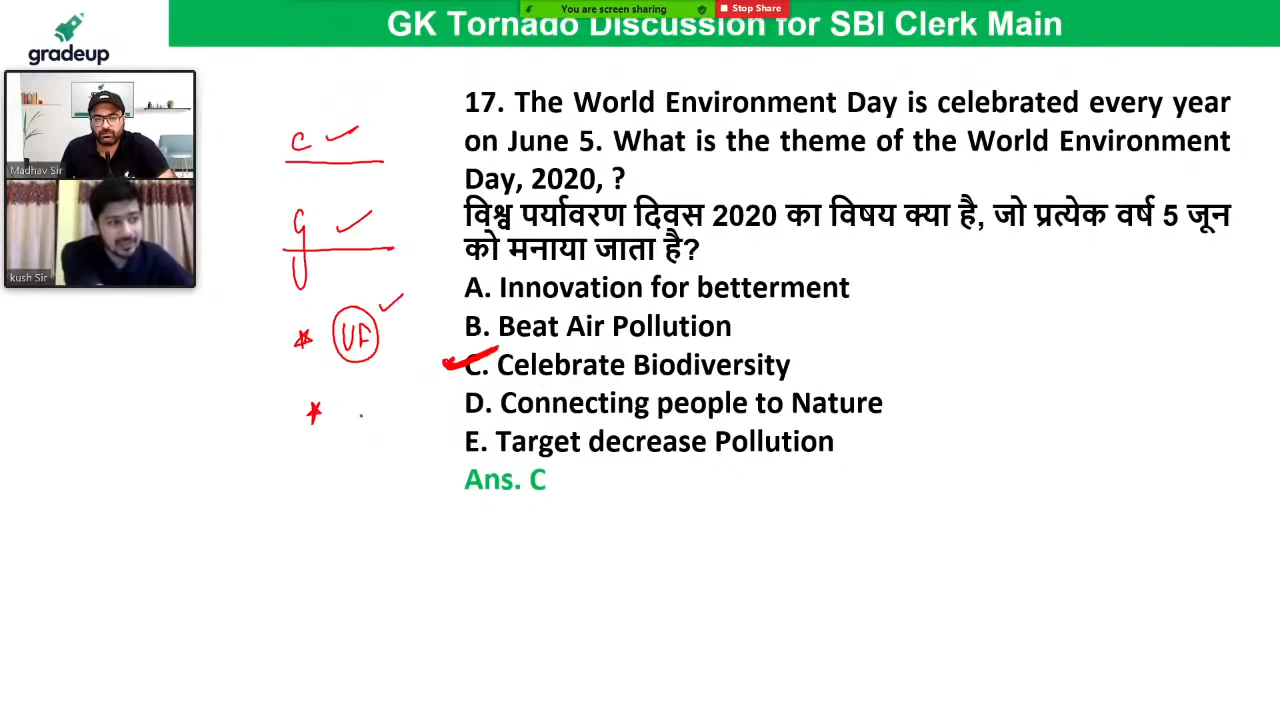 You are screen sharing
Stop Share
GK Tornado Discussion for SBI Clerk Main
gradeup
Madhav Sir
kush Sir
17. The World Environment Day is celebrated every year
on June 5. What is the theme of the World Environment
Day, 2020, ?
विश्व पर्यावरण दिवस 2020 का विषय क्या है, जो प्रत्येक वर्ष 5 जून
को मनाया जाता है?
A. Innovation for betterment
B. Beat Air Pollution
C. Celebrate Biodiversity
D. Connecting people to Nature
E. Target decrease Pollution
Ans. C